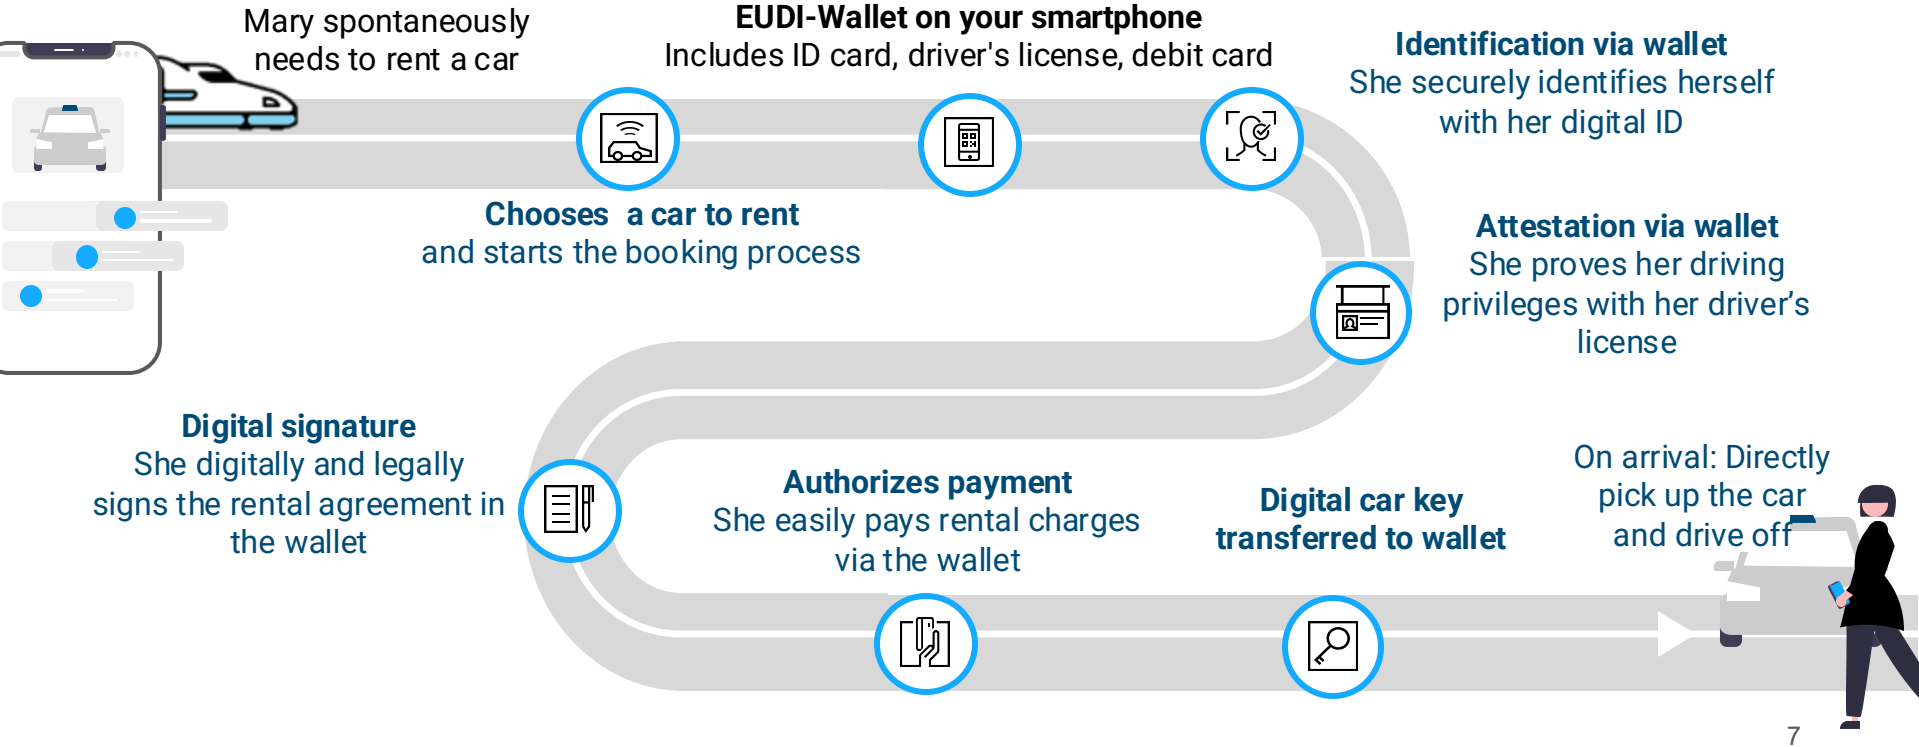 Mary spontaneously
needs to rent a car
EUDI-Wallet on your smartphone
Includes ID card, driver's license, debit card
Identification via wallet
She securely identifies herself
with her digital ID
Chooses  a car to rent
and starts the booking process
Attestation via wallet
She proves her driving
privileges with her driver’s
license
Digital signature
She digitally and legally
signs the rental agreement in
the wallet
Authorizes payment
She easily pays rental charges
via the wallet
Digital car key
transferred to wallet
On arrival: Directly
pick up the car
and drive off
7